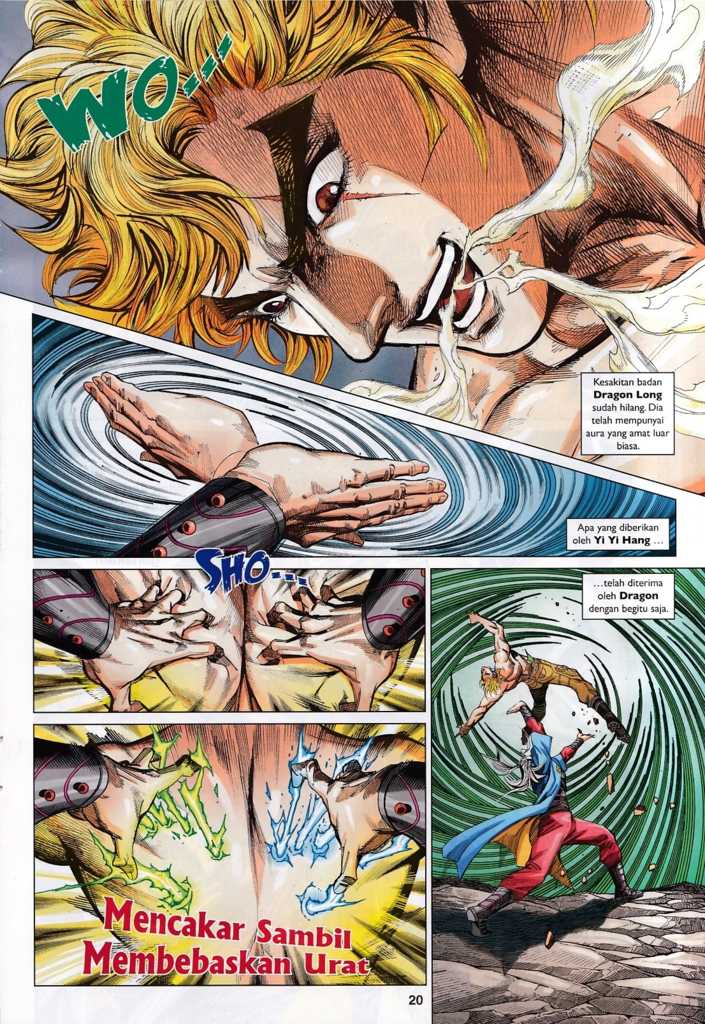 WO...
Kesakitan badan
Dragon Long
sudah hilang. Dia
telah mempunyai
aura yang amat luar
biasa.
Apa yang diberikan
oleh Yi Yi Hang ...
SHO...
...telah diterima
oleh Dragon
dengan begitu saja.
Mencakar Sambil
Membebaskan Urat
20